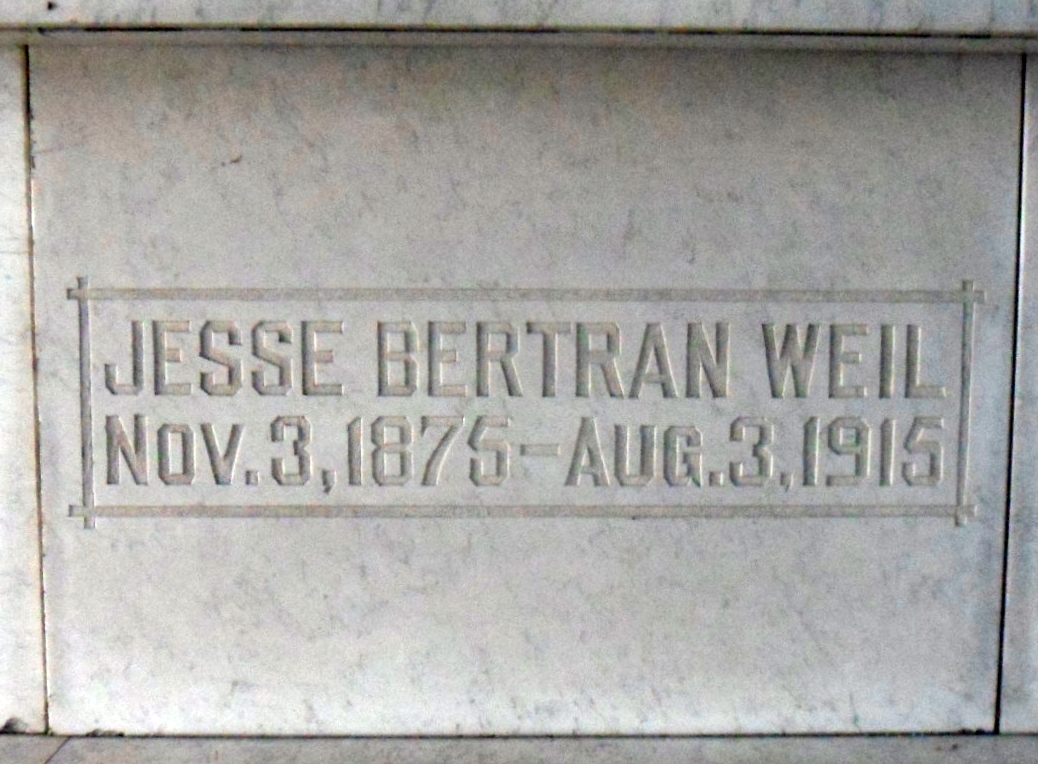 JESSE BERTRAN WEIL
NOV. 3, 1875–AUG. 3, 1915